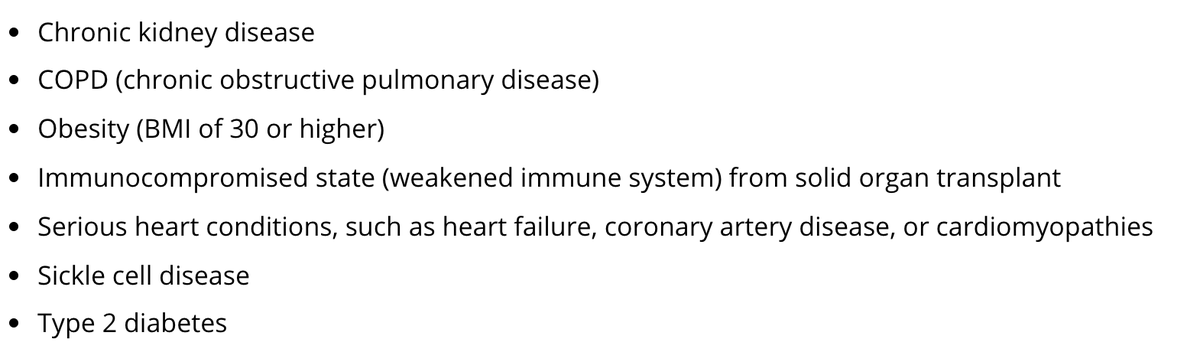 • Chronic kidney disease
• COPD (chronic obstructive pulmonary disease)
• Obesity (BMI of 30 or higher)
• Immunocompromised state (weakened immune system) from solid organ transplant
• Serious heart conditions, such as heart failure, coronary artery disease, or cardiomyopathies
• Sickle cell disease
• Type 2 diabetes